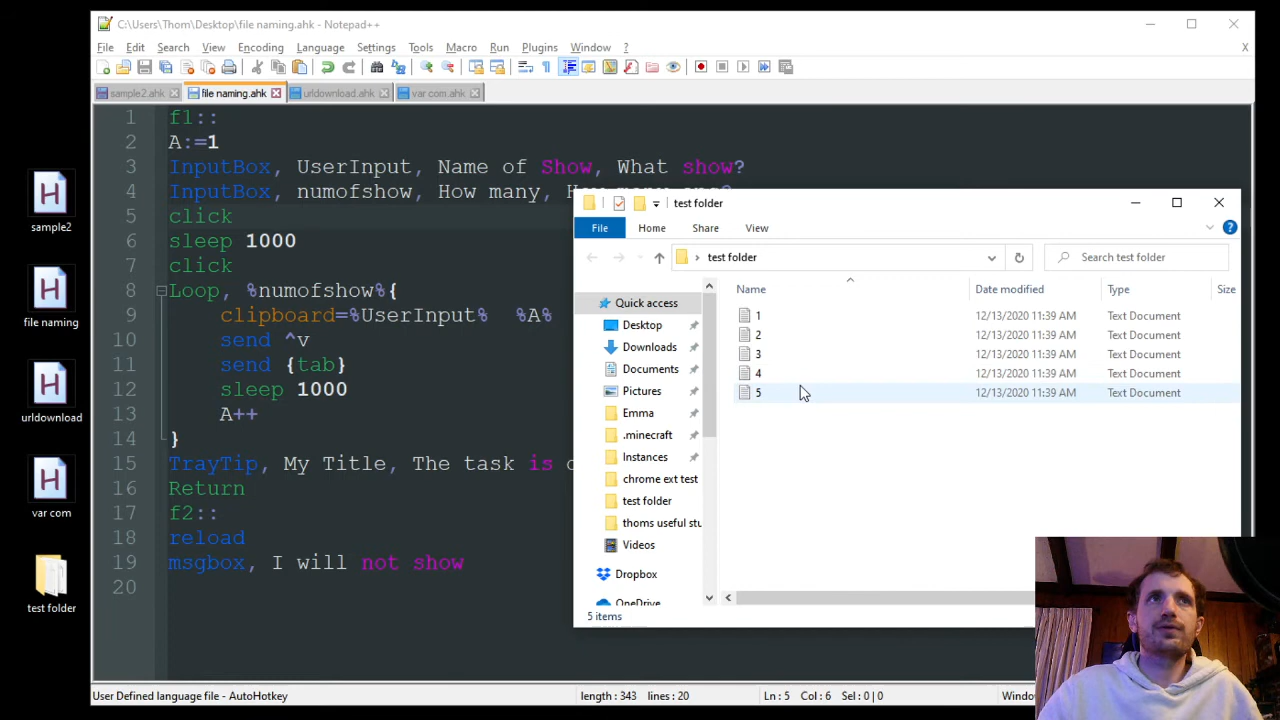 C:\Users\Thom\Desktop\file naming.ahk - Notepad++
File Edit Search View Encoding Language Settings Tools Macro Run Plugins Window ?
X
sample2.ahk file naming.ahk urldownload.ahk var com.ahk
1 f1::
2 A:=1
3 InputBox, UserInput, Name of Show, What show?
4 InputBox, numofshow, How many,
5 click
6 sleep 1000
7 click
8 Loop, %numofshow%{
9 clipboard=%UserInput% %A%
10 send ^v
11 send {tab}
12 sleep 1000
13 A++
14 }
15 TrayTip, My Title, The task is
16 Return
17 f2::
18 reload
19 msgbox, I will not show
20
User Defined language file - AutoHotkey
length : 343 lines : 20
Ln : 5 Col : 6 Sel : 0 | 0
Window
sample2
file naming
urldownload
var com
test folder
test folder
File Home Share View
test folder
Search test folder
Quick access
Desktop
Downloads
Documents
Pictures
Emma
.minecraft
Instances
chrome ext test
test folder
thoms useful stu
Videos
Dropbox
OneDrive
Name Date modified Type Size
1 12/13/2020 11:39 AM Text Document
2 12/13/2020 11:39 AM Text Document
3 12/13/2020 11:39 AM Text Document
4 12/13/2020 11:39 AM Text Document
5 12/13/2020 11:39 AM Text Document
5 items